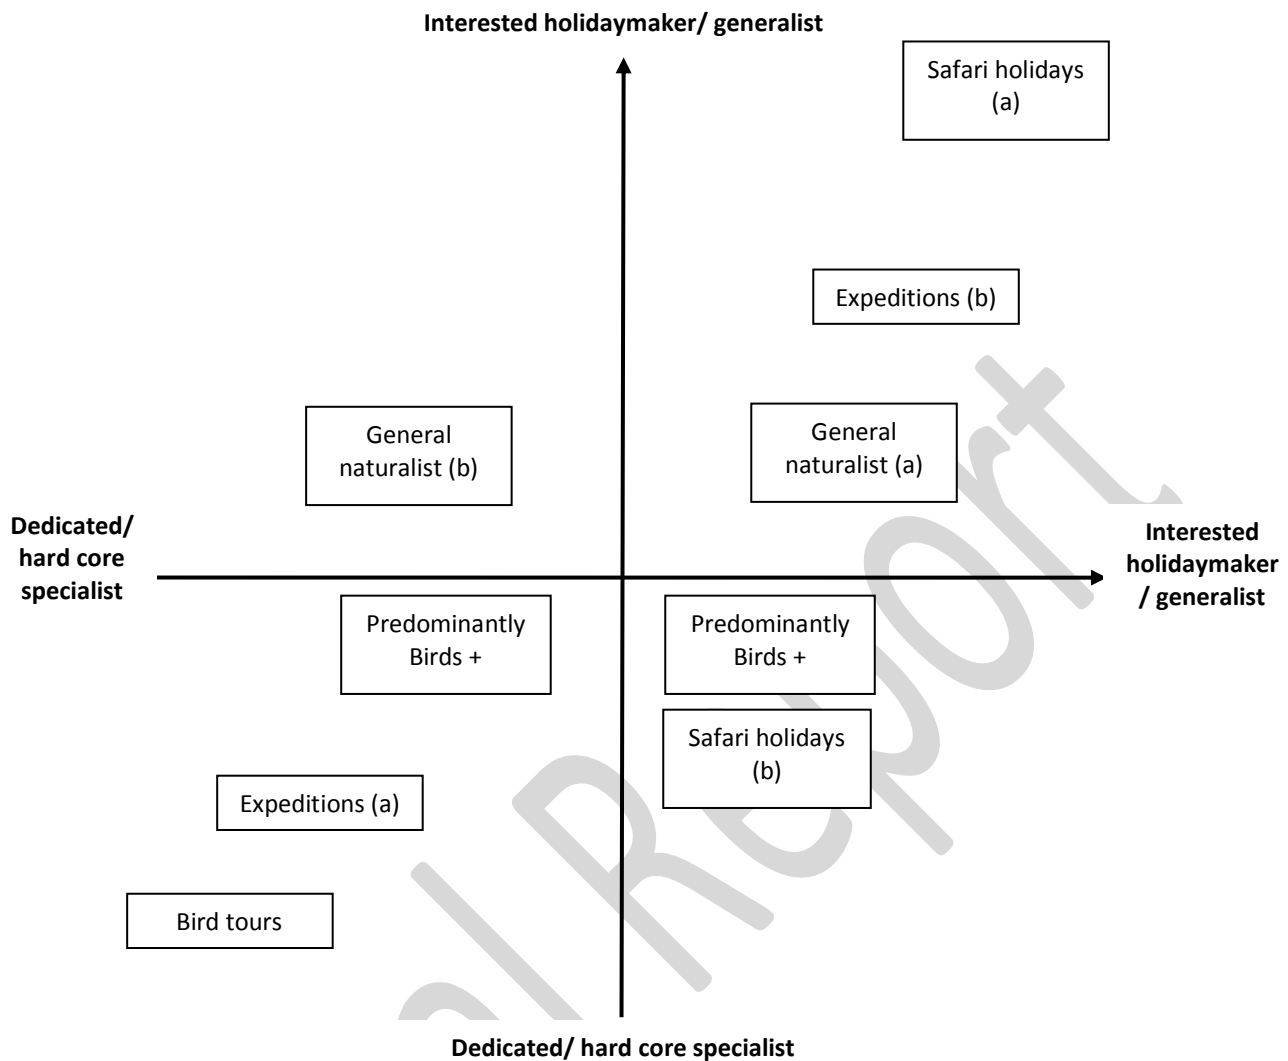 Interested holidaymaker/ generalist
Safari holidays
(a)
Expeditions (b)
General
naturalist (b)
General
naturalist (a)
Dedicated/
hard core
specialist
Interested
holidaymaker
/ generalist
Predominantly
Birds +
Predominantly
Birds +
Safari holidays
(b)
Expeditions (a)
Bird tours
Dedicated/ hard core specialist
Report